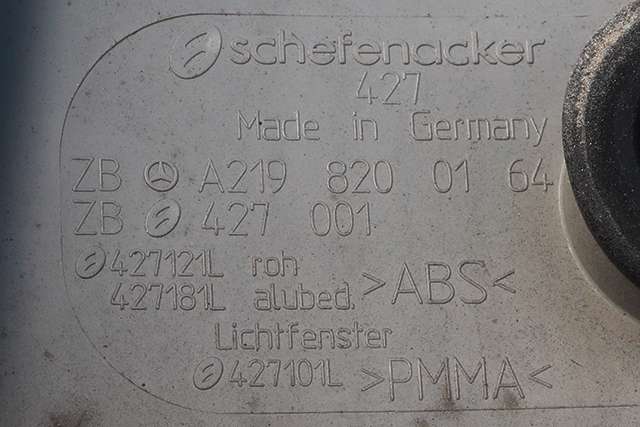 schefenacker
427
Made in Germany
ZB A219 820 01 64
ZB 427 001
427121L roh
427181L alubed. >ABS<
Lichtfenster
427101L >PMMA<